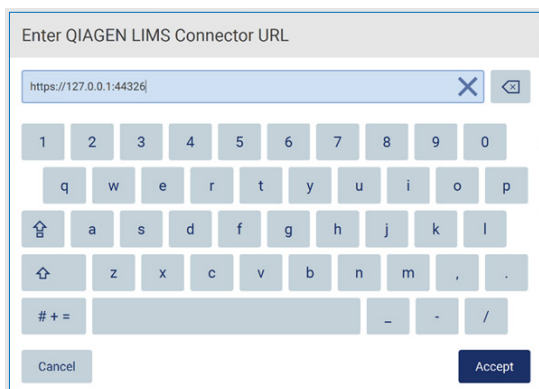 Enter QIAGEN LIMS Connector URL
https://127.0.0.1:44326
1 2 3 4 5 6 7 8 9 0
q w e r t y u i o p
a s d f g h j k l
z x c v b n m , .
# + = _ - /
Cancel Accept